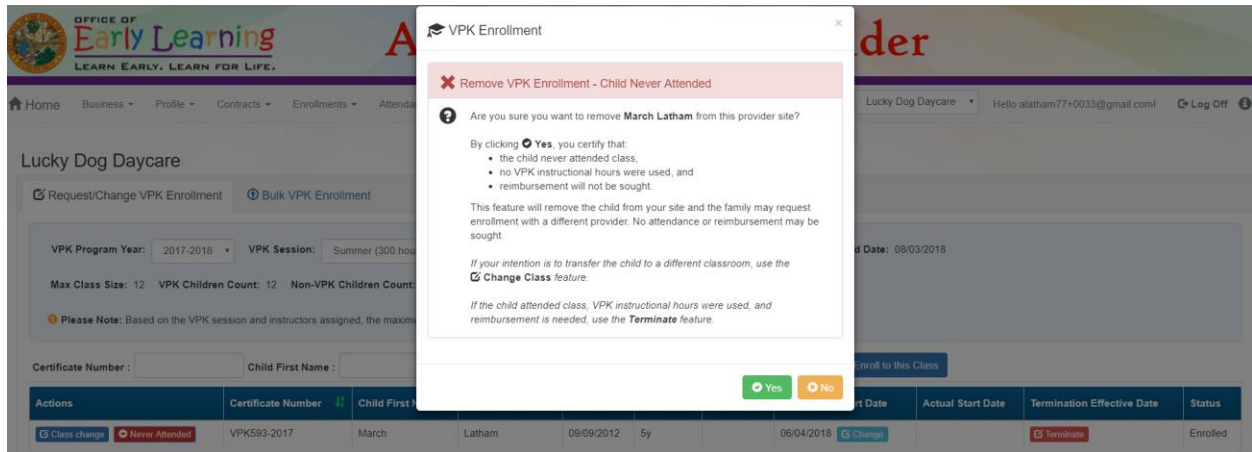 OFFICE OF
Early Learning
LEARN EARLY. LEARN FOR LIFE.
A
der
Home Business Profile Contracts Enrollments
Lucky Dog Daycare Hello alatham77+0033@gmail.com! Log Off
Lucky Dog Daycare
Request/Change VPK Enrollment Bulk VPK Enrollment
VPK Program Year: 2017-2018 VPK Session: Summer (300 hou
d Date: 08/03/2018
Max Class Size: 12 VPK Children Count: 12 Non-VPK Children Count:
Please Note: Based on the VPK session and instructors assigned, the maxim
Certificate Number : Child First Name : Enroll to this Class
Actions Certificate Number Child First N rt Date Actual Start Date Termination Effective Date Status
Class change Never Attended VPK593-2017 March Latham 09/09/2012 5y 06/04/2018 Change Terminate Enrolled
VPK Enrollment ×
Remove VPK Enrollment - Child Never Attended
Are you sure you want to remove March Latham from this provider site?
By clicking Yes, you certify that:
• the child never attended class,
• no VPK instructional hours were used, and
• reimbursement will not be sought.
This feature will remove the child from your site and the family may request
enrollment with a different provider. No attendance or reimbursement may be
sought.
If your intention is to transfer the child to a different classroom, use the
Change Class feature.
If the child attended class, VPK instructional hours were used, and
reimbursement is needed, use the Terminate feature.
Yes No